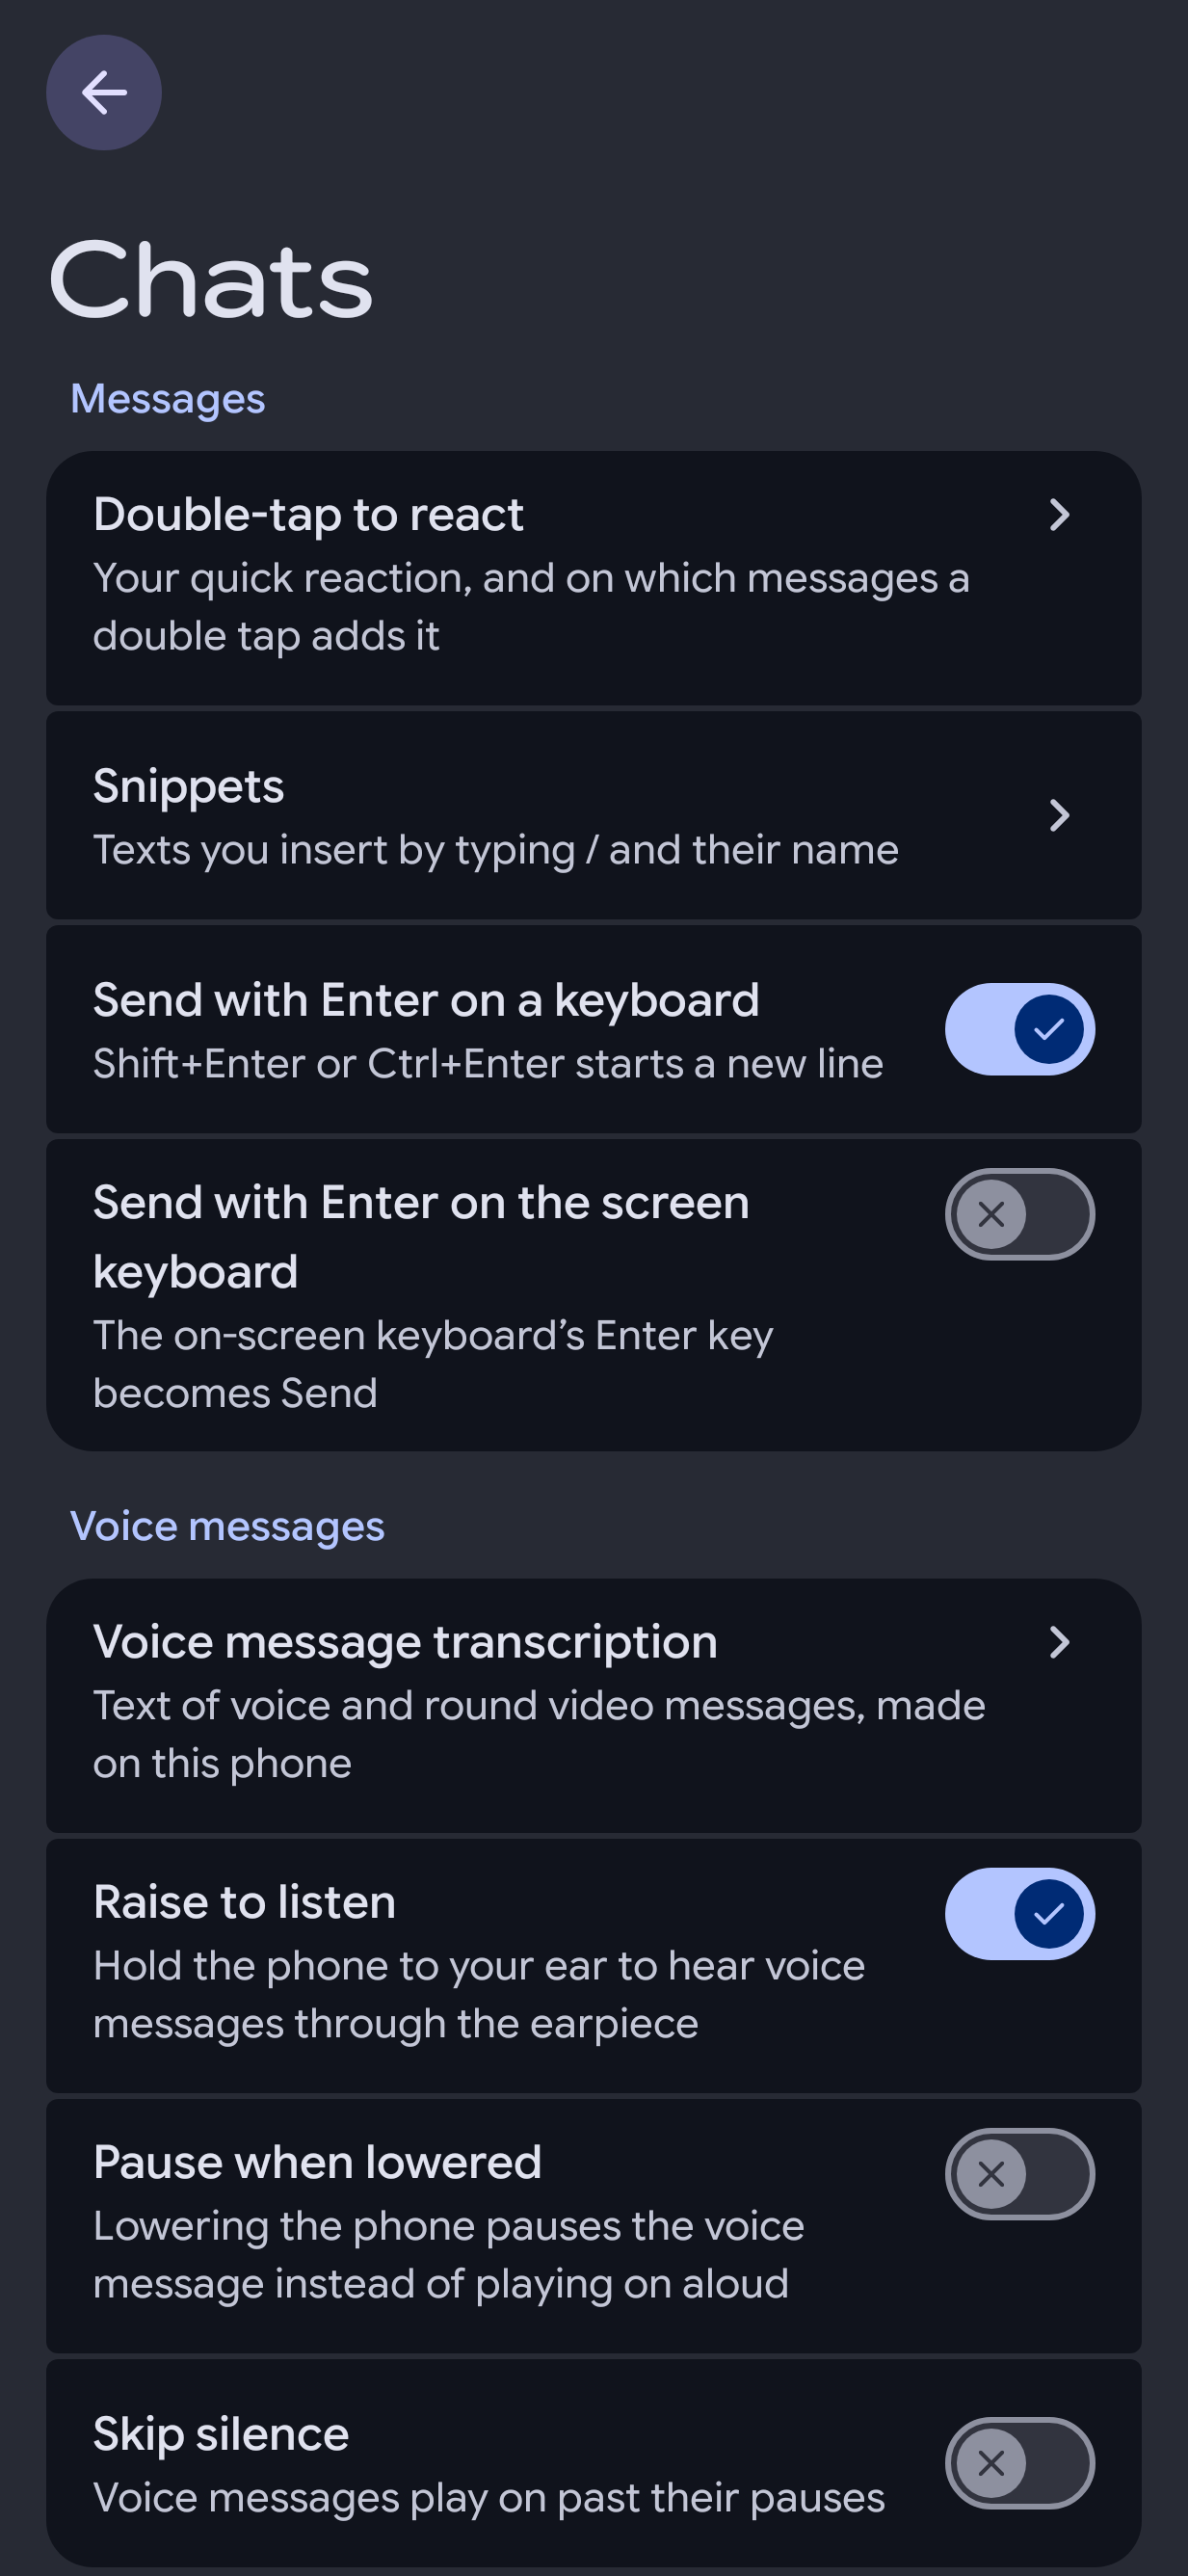 Chats
Messages
Double-tap to react
Your quick reaction, and on which messages a
double tap adds it
Snippets
Texts you insert by typing / and their name
Send with Enter on a keyboard
Shift+Enter or Ctrl+Enter starts a new line
Send with Enter on the screen
keyboard
The on-screen keyboard’s Enter key
becomes Send
Voice messages
Voice message transcription
Text of voice and round video messages, made
on this phone
Raise to listen
Hold the phone to your ear to hear voice
messages through the earpiece
Pause when lowered
Lowering the phone pauses the voice
message instead of playing on aloud
Skip silence
Voice messages play on past their pauses